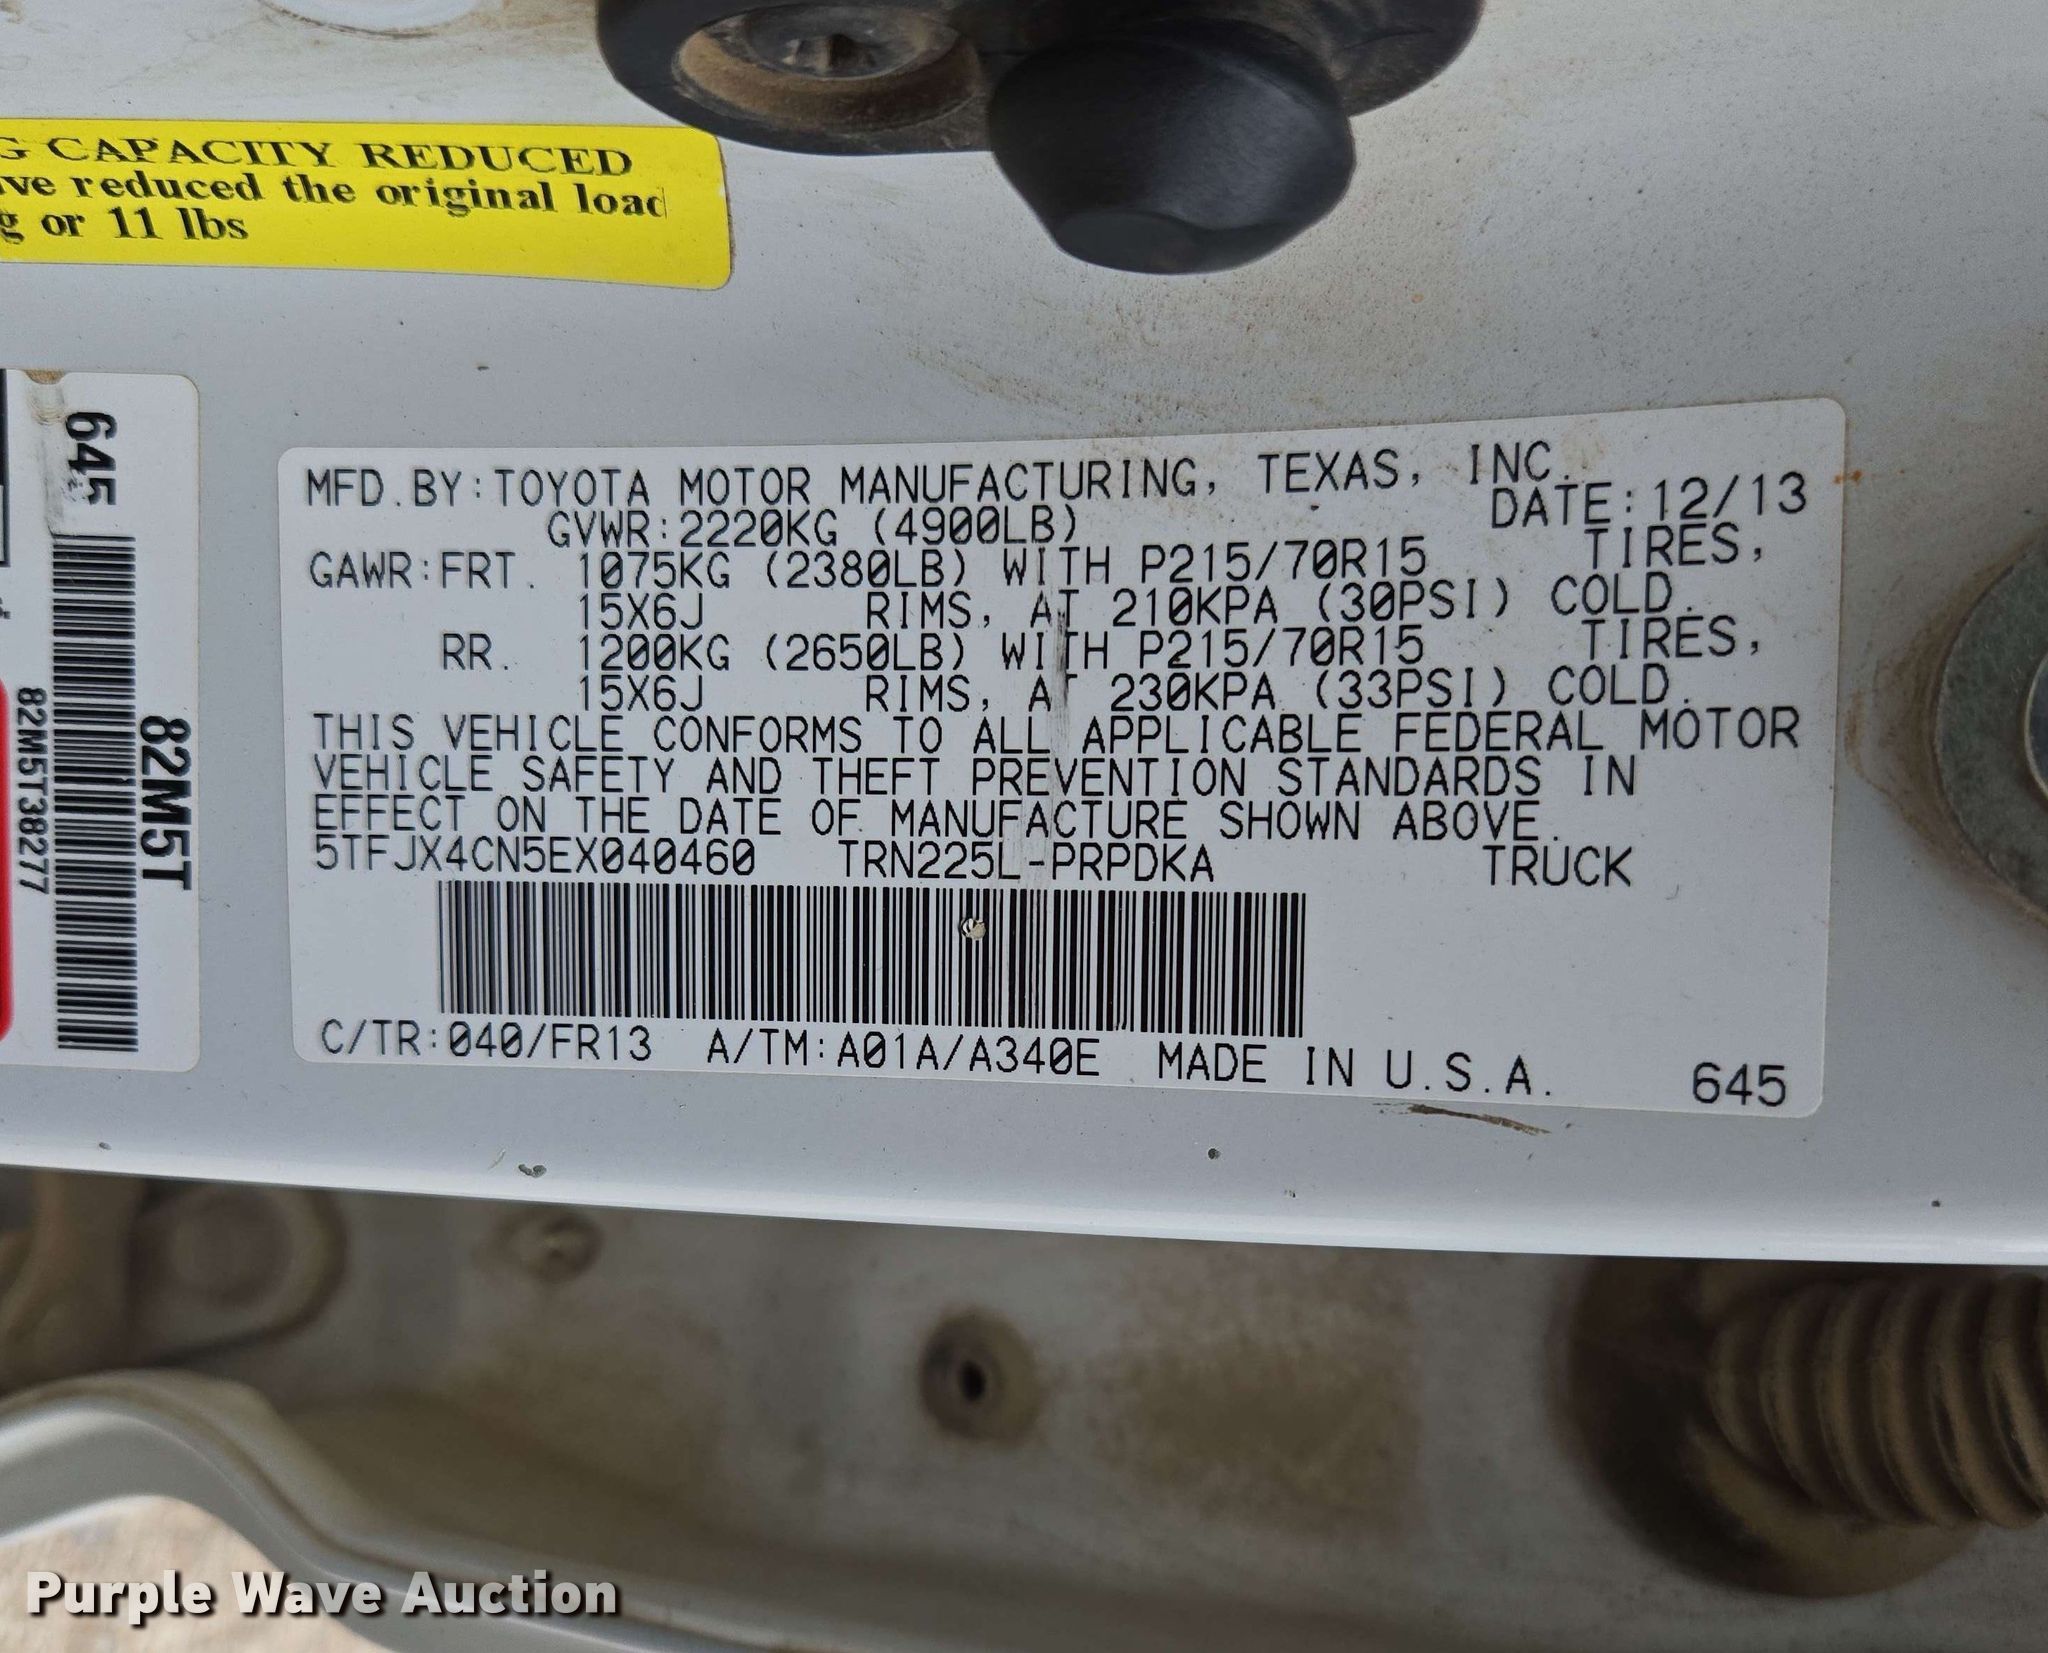 G CAPACITY REDUCED
ve reduced the original load
g or 11 lbs
645
82M5T
82M5T38277
MFD.BY:TOYOTA MOTOR MANUFACTURING, TEXAS, INC.
DATE:12/13
GVWR:2220KG (4900LB)
GAWR:FRT. 1075KG (2380LB) WITH P215/70R15 TIRES,
15X6J RIMS, AT 210KPA (30PSI) COLD.
RR. 1200KG (2650LB) WITH P215/70R15 TIRES,
15X6J RIMS, AT 230KPA (33PSI) COLD.
THIS VEHICLE CONFORMS TO ALL APPLICABLE FEDERAL MOTOR
VEHICLE SAFETY AND THEFT PREVENTION STANDARDS IN
EFFECT ON THE DATE OF MANUFACTURE SHOWN ABOVE.
5TFJX4CN5EX040460 TRN225L-PRPDKA TRUCK
C/TR:040/FR13 A/TM:A01A/A340E MADE IN U.S.A. 645
Purple Wave Auction